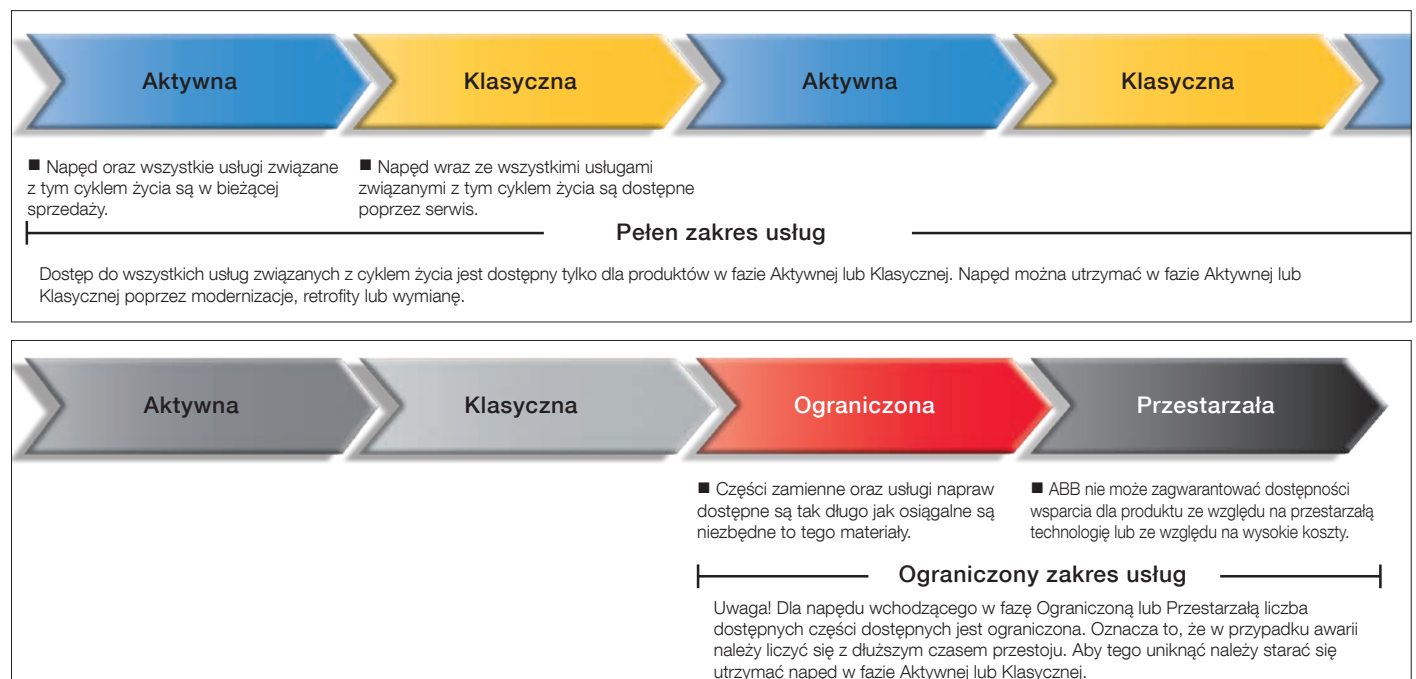 Aktywna
Klasyczna
Aktywna
Klasyczna
■ Napęd oraz wszystkie usługi związane
z tym cyklem życia są w bieżącej
sprzedaży.
■ Napęd wraz ze wszystkimi usługami
związanymi z tym cyklem życia są dostępne
poprzez serwis.
Pełen zakres usług
Dostęp do wszystkich usług związanych z cyklem życia jest dostępny tylko dla produktów w fazie Aktywnej lub Klasycznej. Napęd można utrzymać w fazie Aktywnej lub
Klasycznej poprzez modernizacje, retrofity lub wymianę.
Aktywna
Klasyczna
Ograniczona
Przestarzała
■ Części zamienne oraz usługi napraw
dostępne są tak długo jak osiągalne są
niezbędne to tego materiały.
■ ABB nie może zagwarantować dostępności
wsparcia dla produktu ze względu na przestarzałą
technologię lub ze względu na wysokie koszty.
Ograniczony zakres usług
Uwaga! Dla napędu wchodzącego w fazę Ograniczoną lub Przestarzałą liczba
dostępnych części dostępnych jest ograniczona. Oznacza to, że w przypadku awarii
należy liczyć się z dłuższym czasem przestoju. Aby tego uniknąć należy starać się
utrzymać napęd w fazie Aktywnej lub Klasycznej.